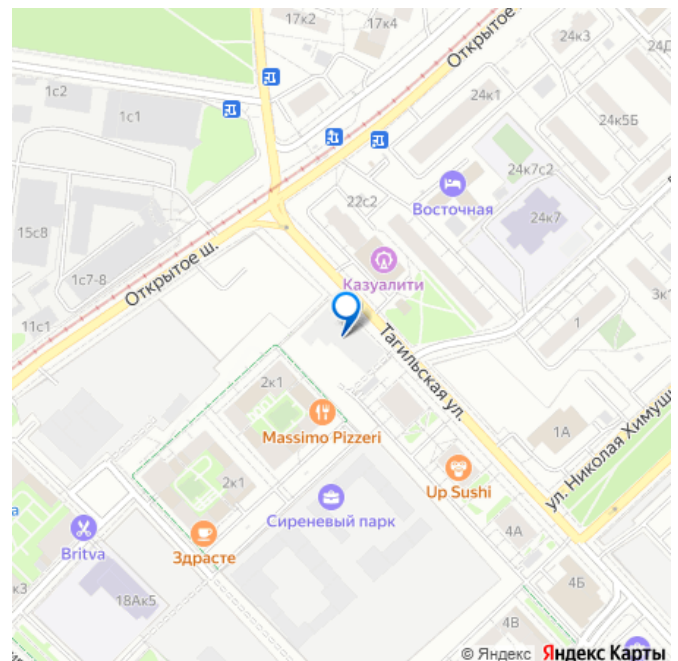 17к2
17к4
24к3
24Д
Открытое
1с2
1с1
24к1
24к5Б
24к7с2
22с2
Восточная
24к7
15с8
Казуалити
1с7-8
Открытое ш.
3к1
11с1
1
Тагильская ул.
2к1
Massimo Pizzeri
1А
ул. Николая Химуш
2к1
Up Sushi
Сиреневый парк
а
Britva
Здрасте
4А
к3
18Ак5
4Б
4В
© Яндекс Яндекс Карты